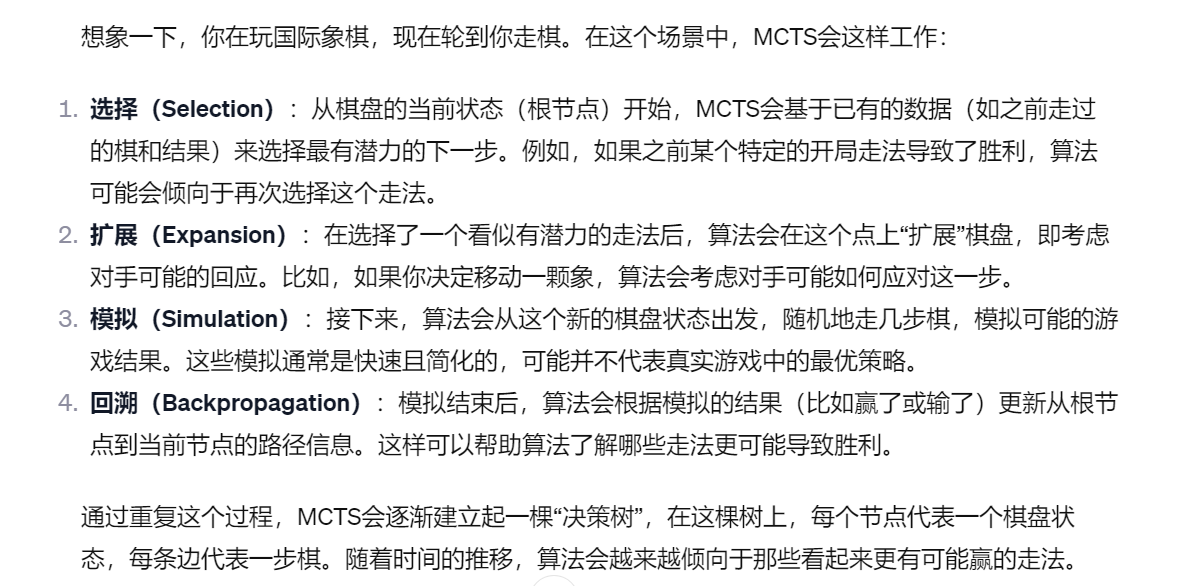 想象一下，你在玩国际象棋，现在轮到你走棋。在这个场景中，MCTS会这样工作：
1. 选择（Selection）：从棋盘的当前状态（根节点）开始，MCTS会基于已有的数据（如之前走过
的棋和结果）来选择最有潜力的下一步。例如，如果之前某个特定的开局走法导致了胜利，算法
可能会倾向于再次选择这个走法。
2. 扩展（Expansion）：在选择了一个看似有潜力的走法后，算法会在这个点上“扩展”棋盘，即考虑
对手可能的回应。比如，如果你决定移动一颗象，算法会考虑对手可能如何应对这一步。
3. 模拟（Simulation）：接下来，算法会从这个新的棋盘状态出发，随机地走几步棋，模拟可能的游
戏结果。这些模拟通常是快速且简化的，可能并不代表真实游戏中的最优策略。
4. 回溯（Backpropagation）：模拟结束后，算法会根据模拟的结果（比如赢了或输了）更新从根节
点到当前节点的路径信息。这样可以帮助算法了解哪些走法更可能导致胜利。
通过重复这个过程，MCTS会逐渐建立起一棵“决策树”，在这棵树上，每个节点代表一个棋盘状
态，每条边代表一步棋。随着时间的推移，算法会越来越倾向于那些看起来更有可能赢的走法。